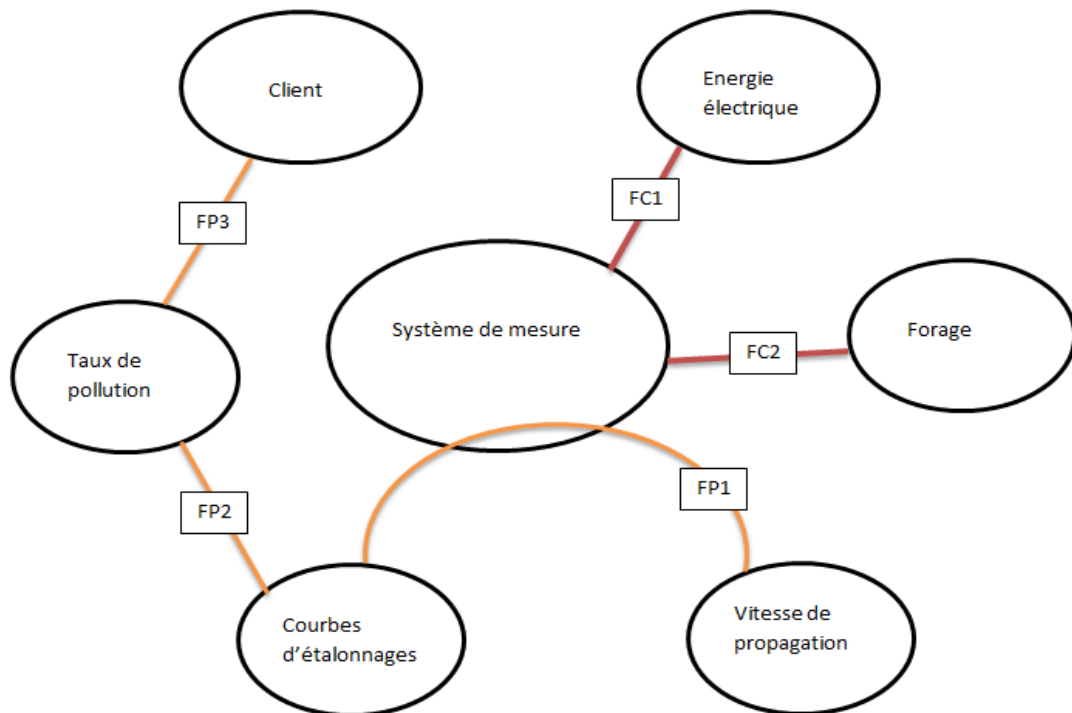 Client
Energie
électrique
FC1
FP3
Système de mesure
Forage
FC2
Taux de
pollution
FP1
FP2
Courbes
d'étalonnages
Vitesse de
propagation